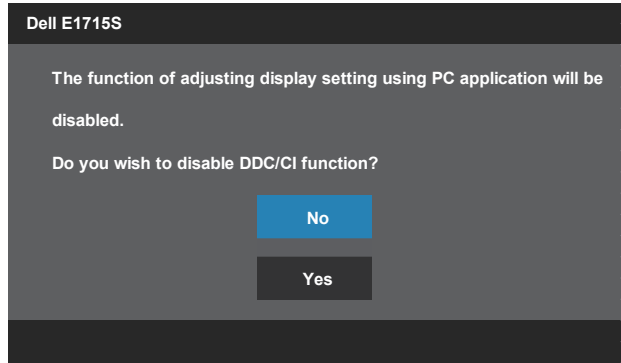 Dell E1715S
The function of adjusting display setting using PC application will be
disabled.
Do you wish to disable DDC/CI function?
No
Yes